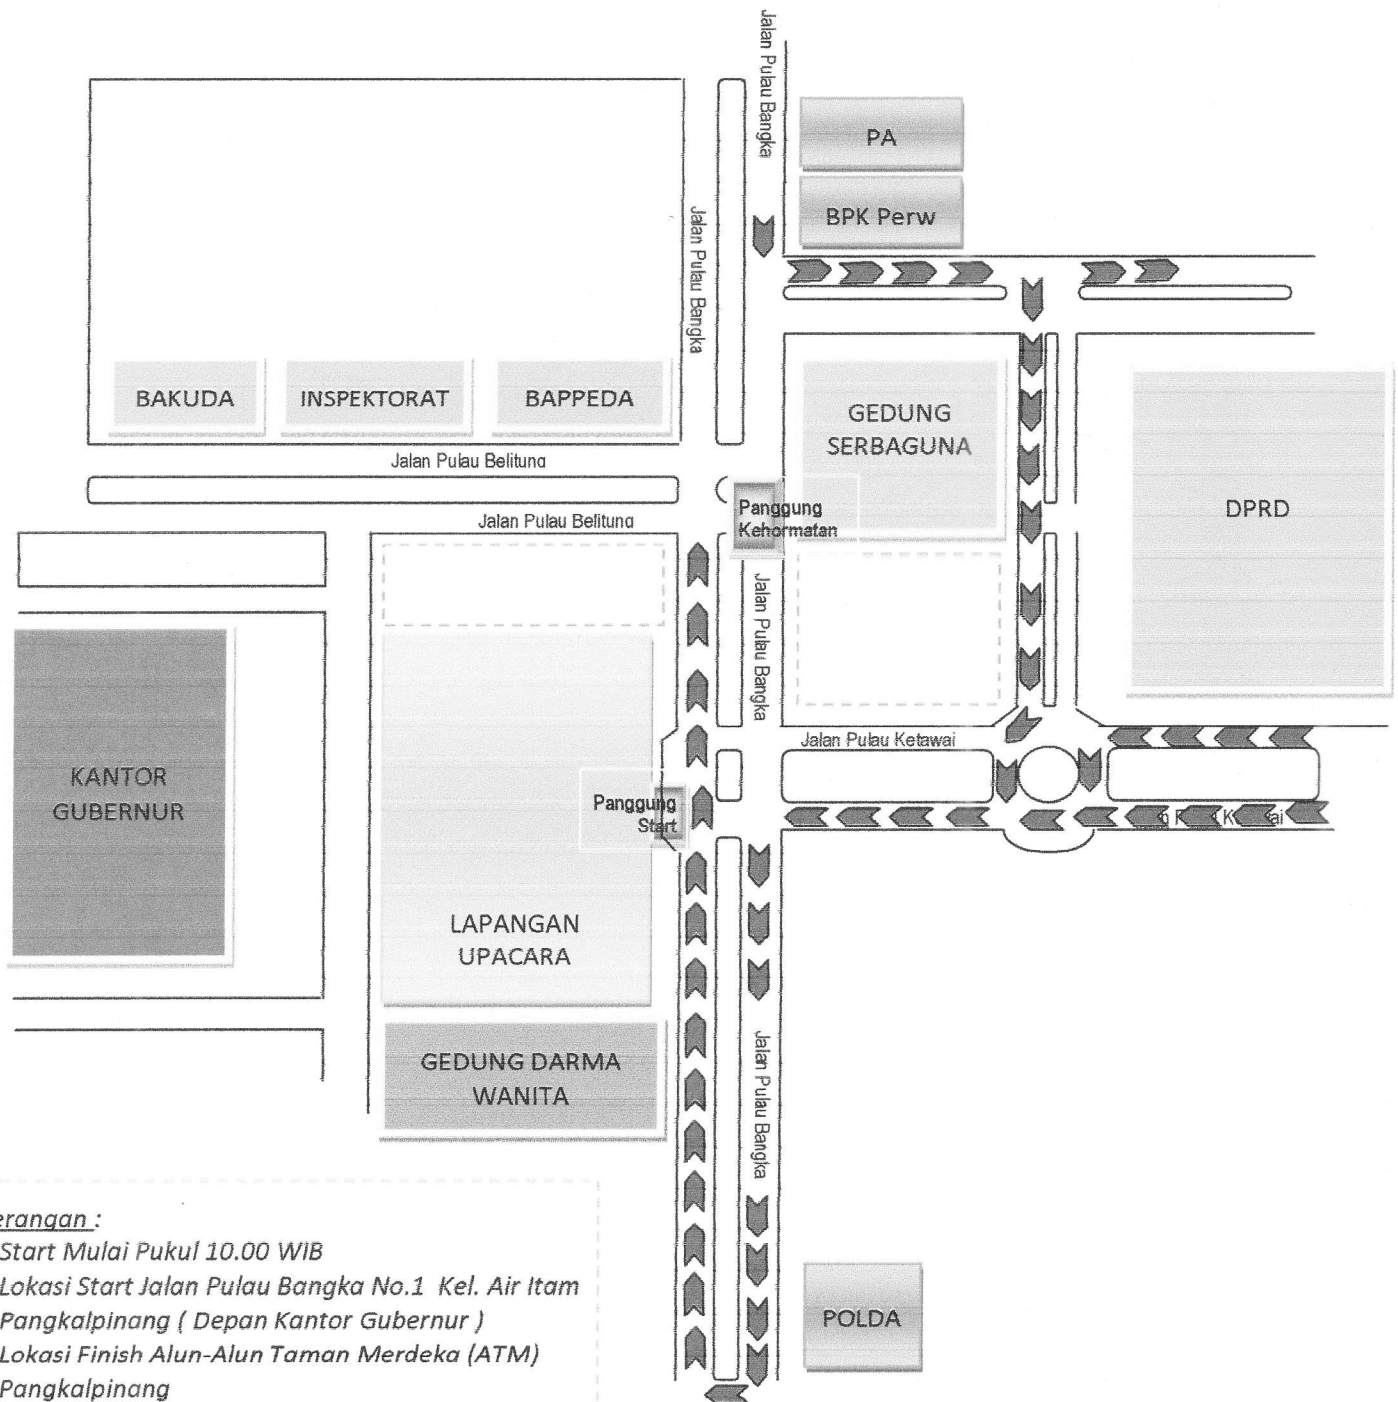 Jalan Pulau Bangka
PA
BPK Perw
Jalan Pulau Bangka
BAKUDA
INSPEKTORAT
BAPPEDA
GEDUNG
SERBAGUNA
DPRD
Jalan Pulau Belitung
Jalan Pulau Belitung
Panggung
Kehormatan
Jalan Pulau Bangka
Jalan Pulau Ketawai
KANTOR
GUBERNUR
Panggung
Start
LAPANGAN
UPACARA
GEDUNG DARMA
WANITA
Jalan Pulau Bangka
POLDA
erangan :
Start Mulai Pukul 10.00 WIB
Lokasi Start Jalan Pulau Bangka No.1 Kel. Air Itam
Pangkalpinang ( Depan Kantor Gubernur )
Lokasi Finish Alun-Alun Taman Merdeka (ATM)
Pangkalpinang